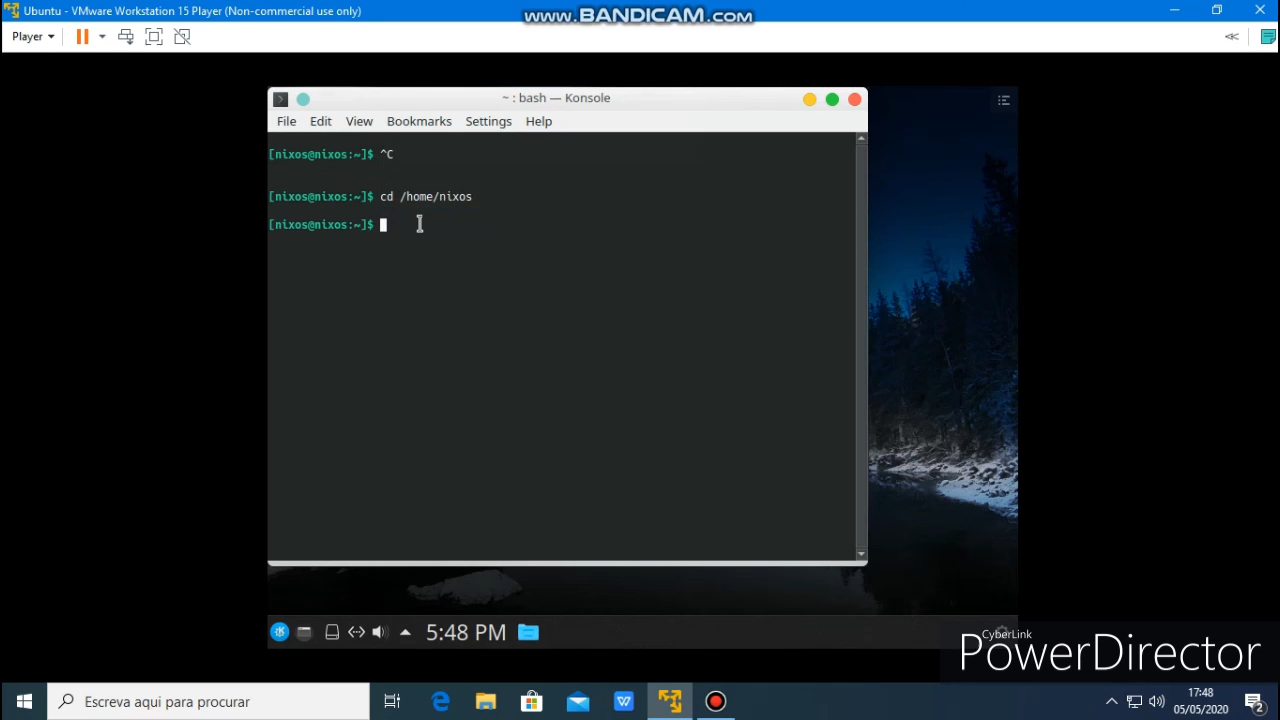 Ubuntu - VMware Workstation 15 Player (Non-commercial use only)
www.BANDICAM.com
Player
~ : bash — Konsole
File Edit View Bookmarks Settings Help
[nixos@nixos:~]$ ^C
[nixos@nixos:~]$ cd /home/nixos
[nixos@nixos:~]$
5:48 PM
CyberLink
PowerDirector
Escreva aqui para procurar
17:48
05/05/2020
2